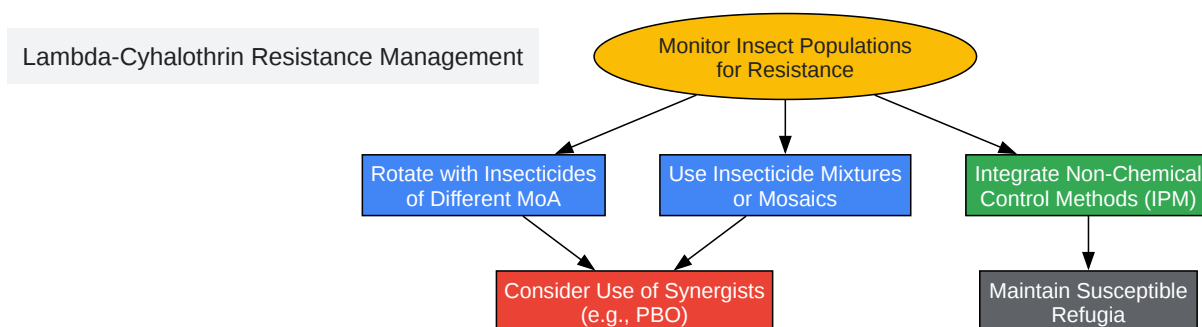 Lambda-Cyhalothrin Resistance Management
Monitor Insect Populations
for Resistance
Rotate with Insecticides
of Different MoA
Use Insecticide Mixtures
or Mosaics
Integrate Non-Chemical
Control Methods (IPM)
Consider Use of Synergists
(e.g., PBO)
Maintain Susceptible
Refugia